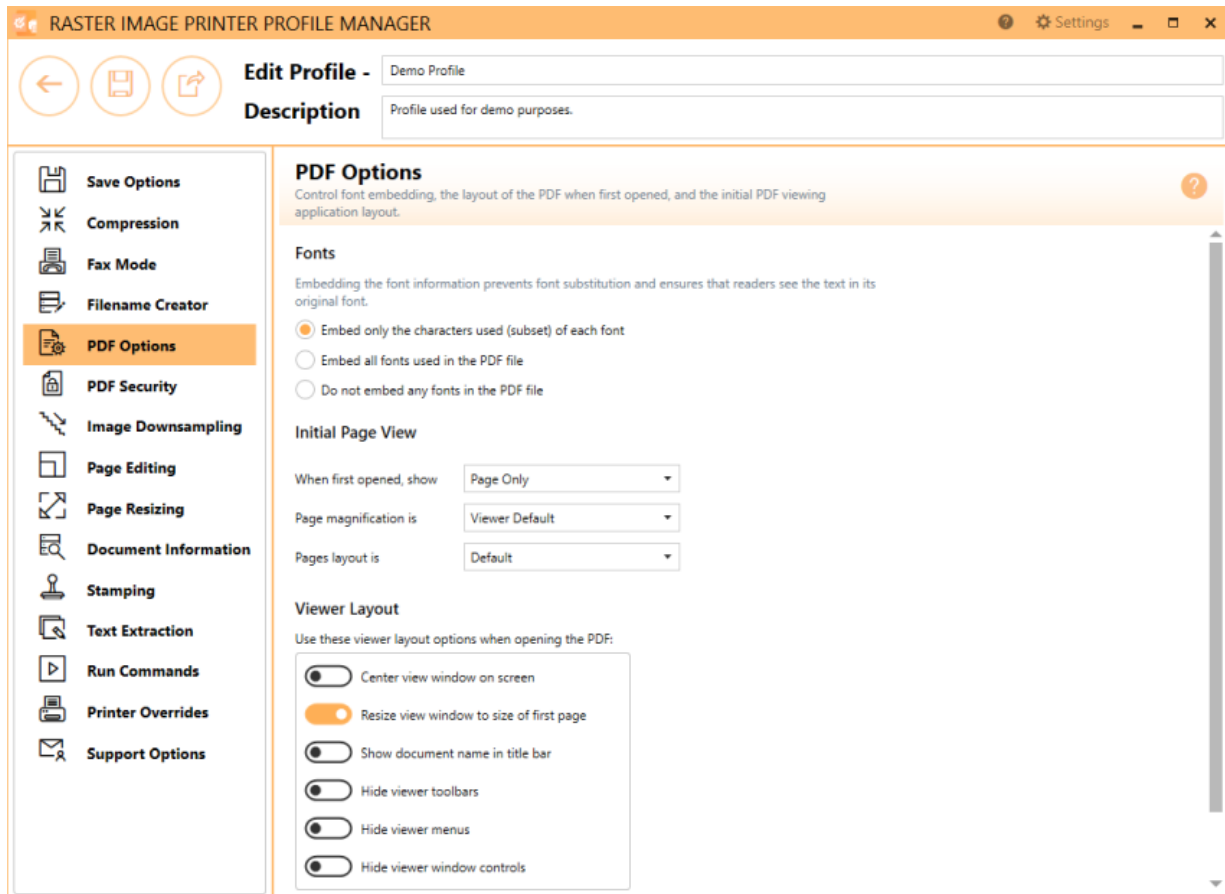 RASTER IMAGE PRINTER PROFILE MANAGER
? Settings
Edit Profile - Demo Profile
Description Profile used for demo purposes.
Save Options
Compression
Fax Mode
Filename Creator
PDF Options
PDF Security
Image Downsampling
Page Editing
Page Resizing
Document Information
Stamping
Text Extraction
Run Commands
Printer Overrides
Support Options
PDF Options
Control font embedding, the layout of the PDF when first opened, and the initial PDF viewing
application layout.
?
Fonts
Embedding the font information prevents font substitution and ensures that readers see the text in its
original font.
Embed only the characters used (subset) of each font
Embed all fonts used in the PDF file
Do not embed any fonts in the PDF file
Initial Page View
When first opened, show Page Only
Page magnification is Viewer Default
Pages layout is Default
Viewer Layout
Use these viewer layout options when opening the PDF:
Center view window on screen
Resize view window to size of first page
Show document name in title bar
Hide viewer toolbars
Hide viewer menus
Hide viewer window controls